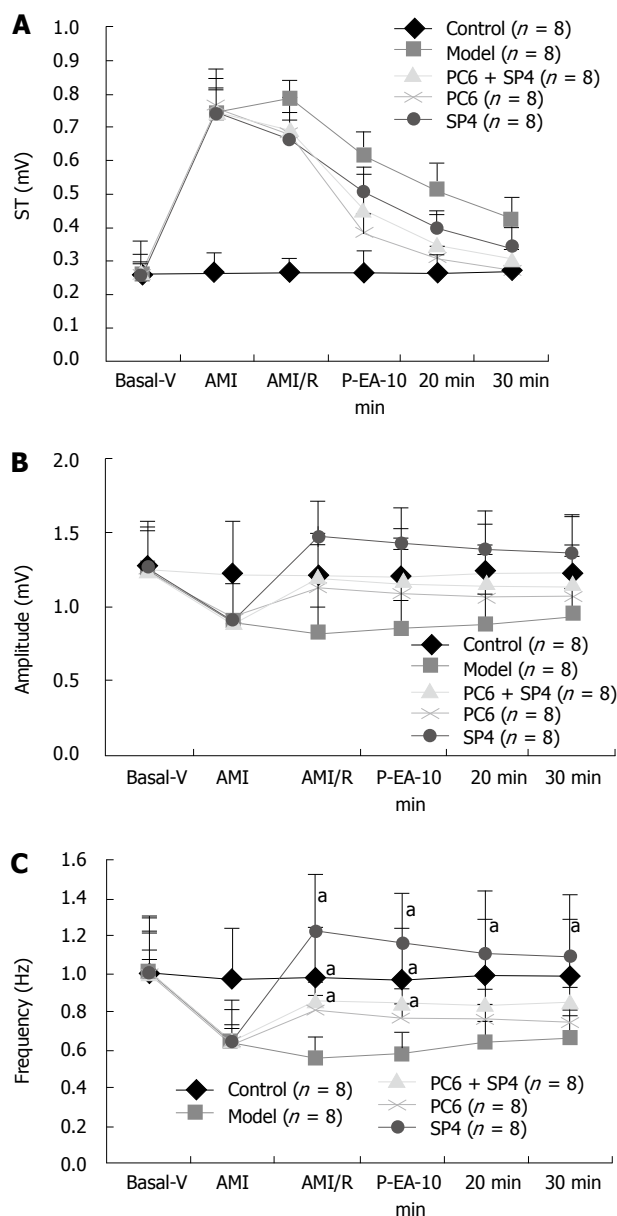 A
1.0
0.9
0.8
0.7
0.6
0.5
0.4
0.3
0.2
0.1
0.0
ST (mV)
Control (n = 8)
Model (n = 8)
PC6 + SP4 (n = 8)
PC6 (n = 8)
SP4 (n = 8)
Basal-V AMI AMI/R P-EA-10 20 min 30 min
min
B
2.0
1.5
1.0
0.5
0.0
Amplitude (mV)
Control (n = 8)
Model (n = 8)
PC6 + SP4 (n = 8)
PC6 (n = 8)
SP4 (n = 8)
Basal-V AMI AMI/R P-EA-10 20 min 30 min
min
C
1.6
1.4
1.2
1.0
0.8
0.6
0.4
0.2
0.0
Frequency (Hz)
a a a a
a a
a a
Control (n = 8)
Model (n = 8)
PC6 + SP4 (n = 8)
PC6 (n = 8)
SP4 (n = 8)
Basal-V AMI AMI/R P-EA-10 20 min 30 min
min